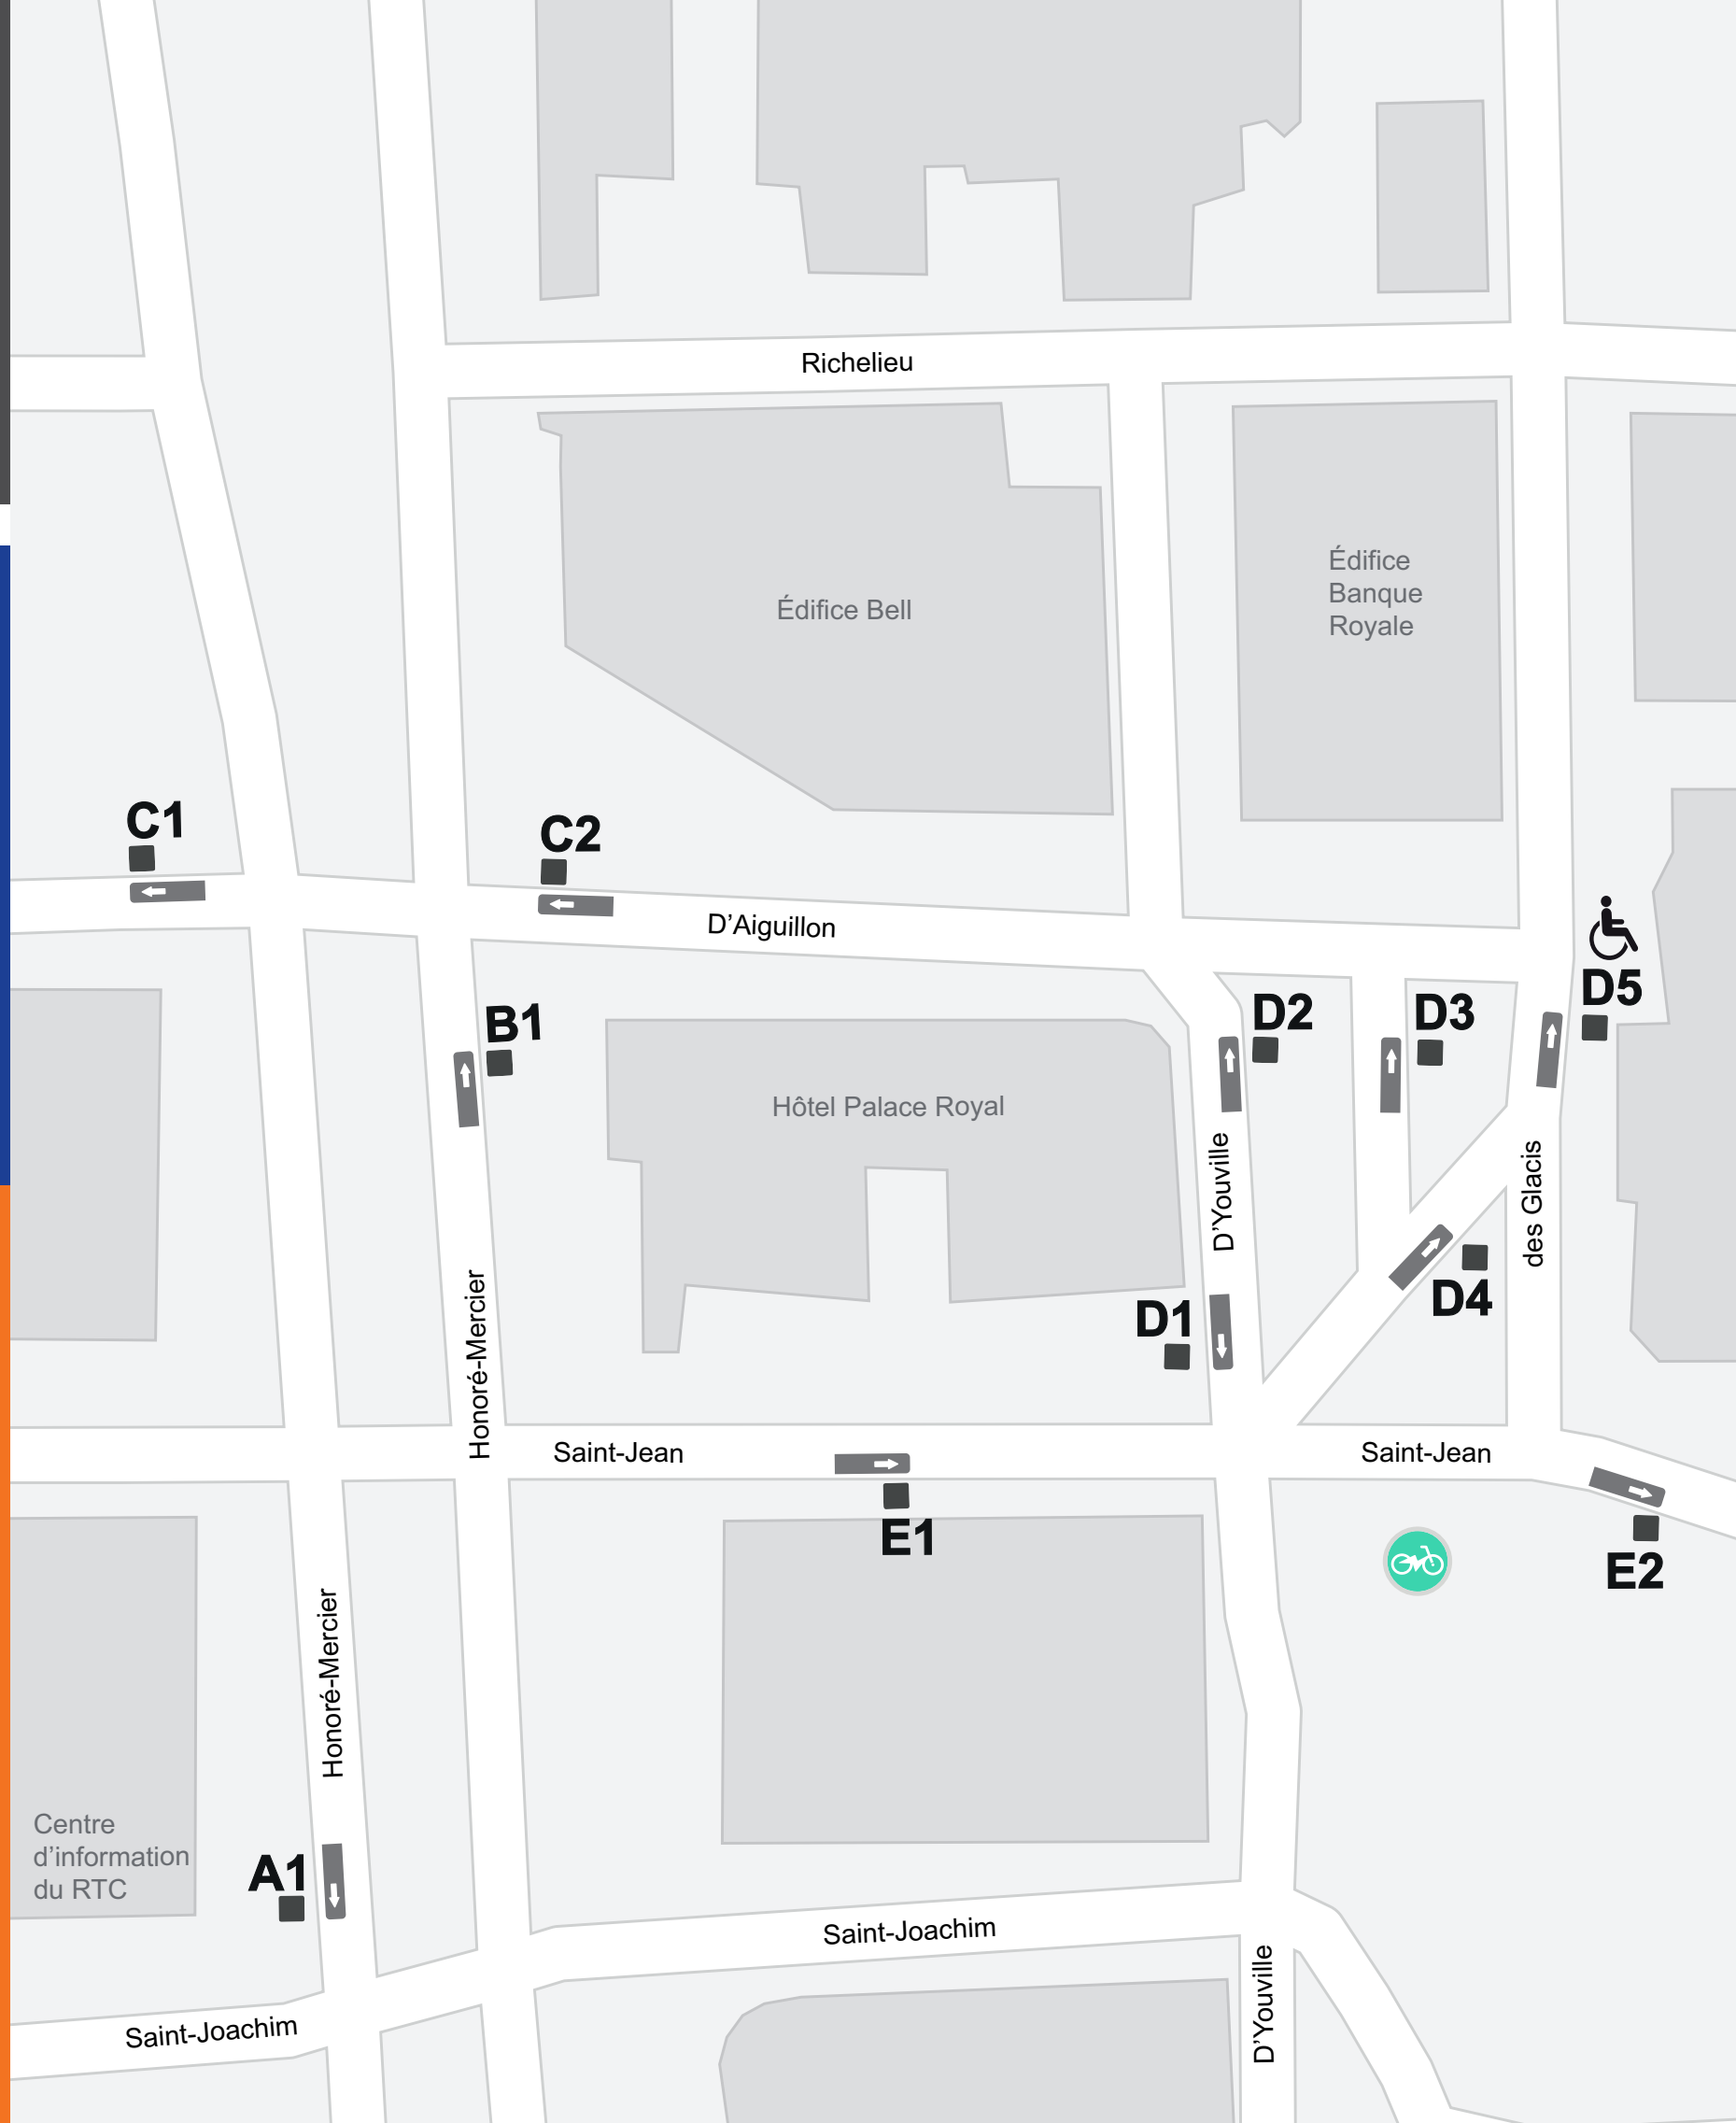 Richelieu
Édifice Bell
Édifice
Banque
Royale
C1
C2
D'Aiguillon
D5
B1
D2
D3
Hôtel Palace Royal
D'Youville
des Glacis
D4
D1
Honoré-Mercier
Saint-Jean
Saint-Jean
E1
E2
Honoré-Mercier
Centre
d'information
du RTC
A1
Saint-Joachim
D'Youville
Saint-Joachim